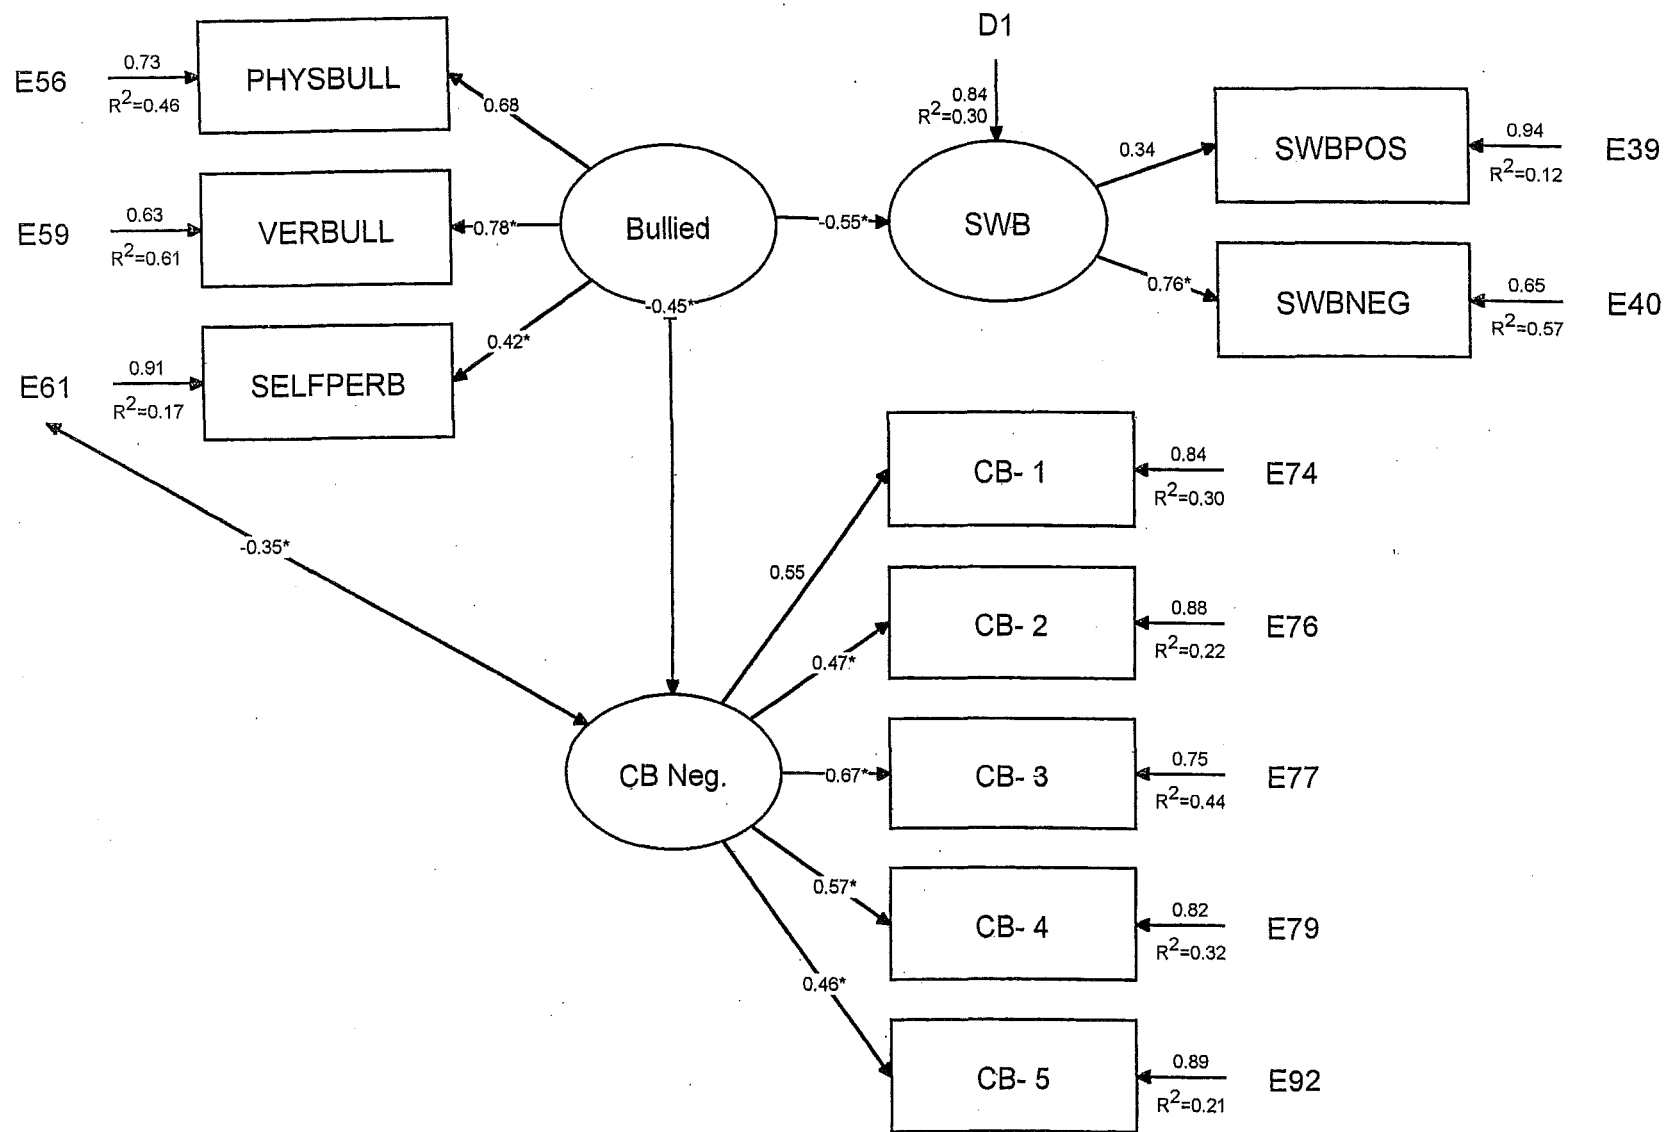 D1
0.84
R2=0.30
E56
0.73
R2=0.46
PHYSBULL
0.68
E59
0.63
R2=0.61
VERBULL
0.78*
E61
0.91
R2=0.17
SELFPERB
0.42*
Bullied
-0.55*
SWB
0.34
SWBPOS
0.94
R2=0.12
E39
0.76*
SWBNEG
0.65
R2=0.57
E40
-0.45*
-0.35*
CB Neg.
0.55
CB- 1
0.84
R2=0.30
E74
0.47*
CB- 2
0.88
R2=0.22
E76
0.67*
CB- 3
0.75
R2=0.44
E77
0.57*
CB- 4
0.82
R2=0.32
E79
0.46*
CB- 5
0.89
R2=0.21
E92